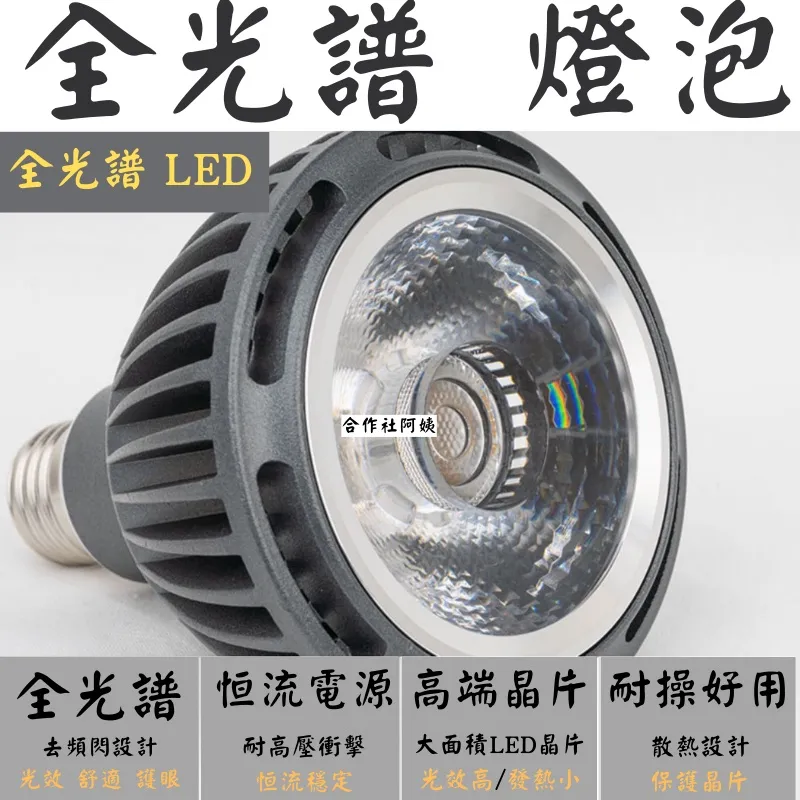 全光譜 燈泡
全光譜 LED
合作社阿姨
全光譜
去頻閃設計
光效 舒適 護眼
恒流電源
耐高壓衝擊
恒流穩定
高端晶片
大面積LED晶片
光效高/發熱小
耐操好用
散熱設計
保護晶片